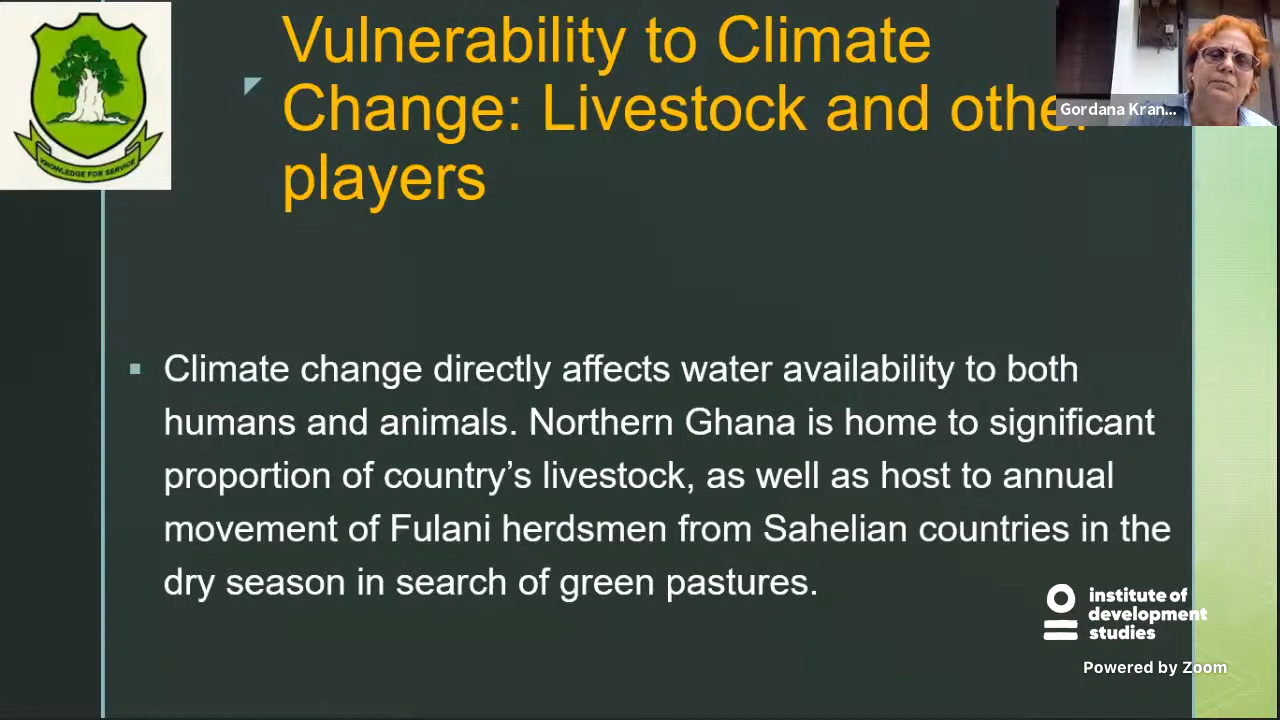 Vulnerability to Climate
Change: Livestock and other
players
Gordana Kran...
KNOWLEDGE FOR SERVICE
▪ Climate change directly affects water availability to both
humans and animals. Northern Ghana is home to significant
proportion of country’s livestock, as well as host to annual
movement of Fulani herdsmen from Sahelian countries in the
dry season in search of green pastures.
institute of
development
studies
Powered by Zoom